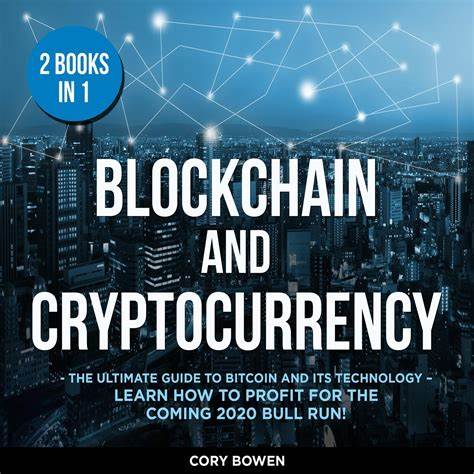 2 BOOKS
IN 1
BLOCKCHAIN
AND
CRYPTOCURRENCY
- THE ULTIMATE GUIDE TO BITCOIN AND ITS TECHNOLOGY –
LEARN HOW TO PROFIT FOR THE
COMING 2020 BULL RUN!
CORY BOWEN